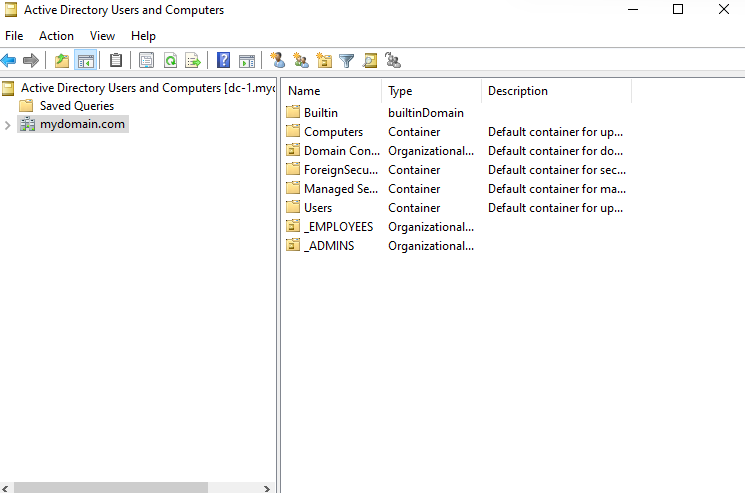 Active Directory Users and Computers
File Action View Help
Active Directory Users and Computers [dc-1.myd
Saved Queries
mydomain.com
Name Type Description
Builtin builtinDomain
Computers Container Default container for up...
Domain Con... Organizational... Default container for do...
ForeignSecu... Container Default container for sec...
Managed Se... Container Default container for ma...
Users Container Default container for up...
_EMPLOYEES Organizational...
_ADMINS Organizational...